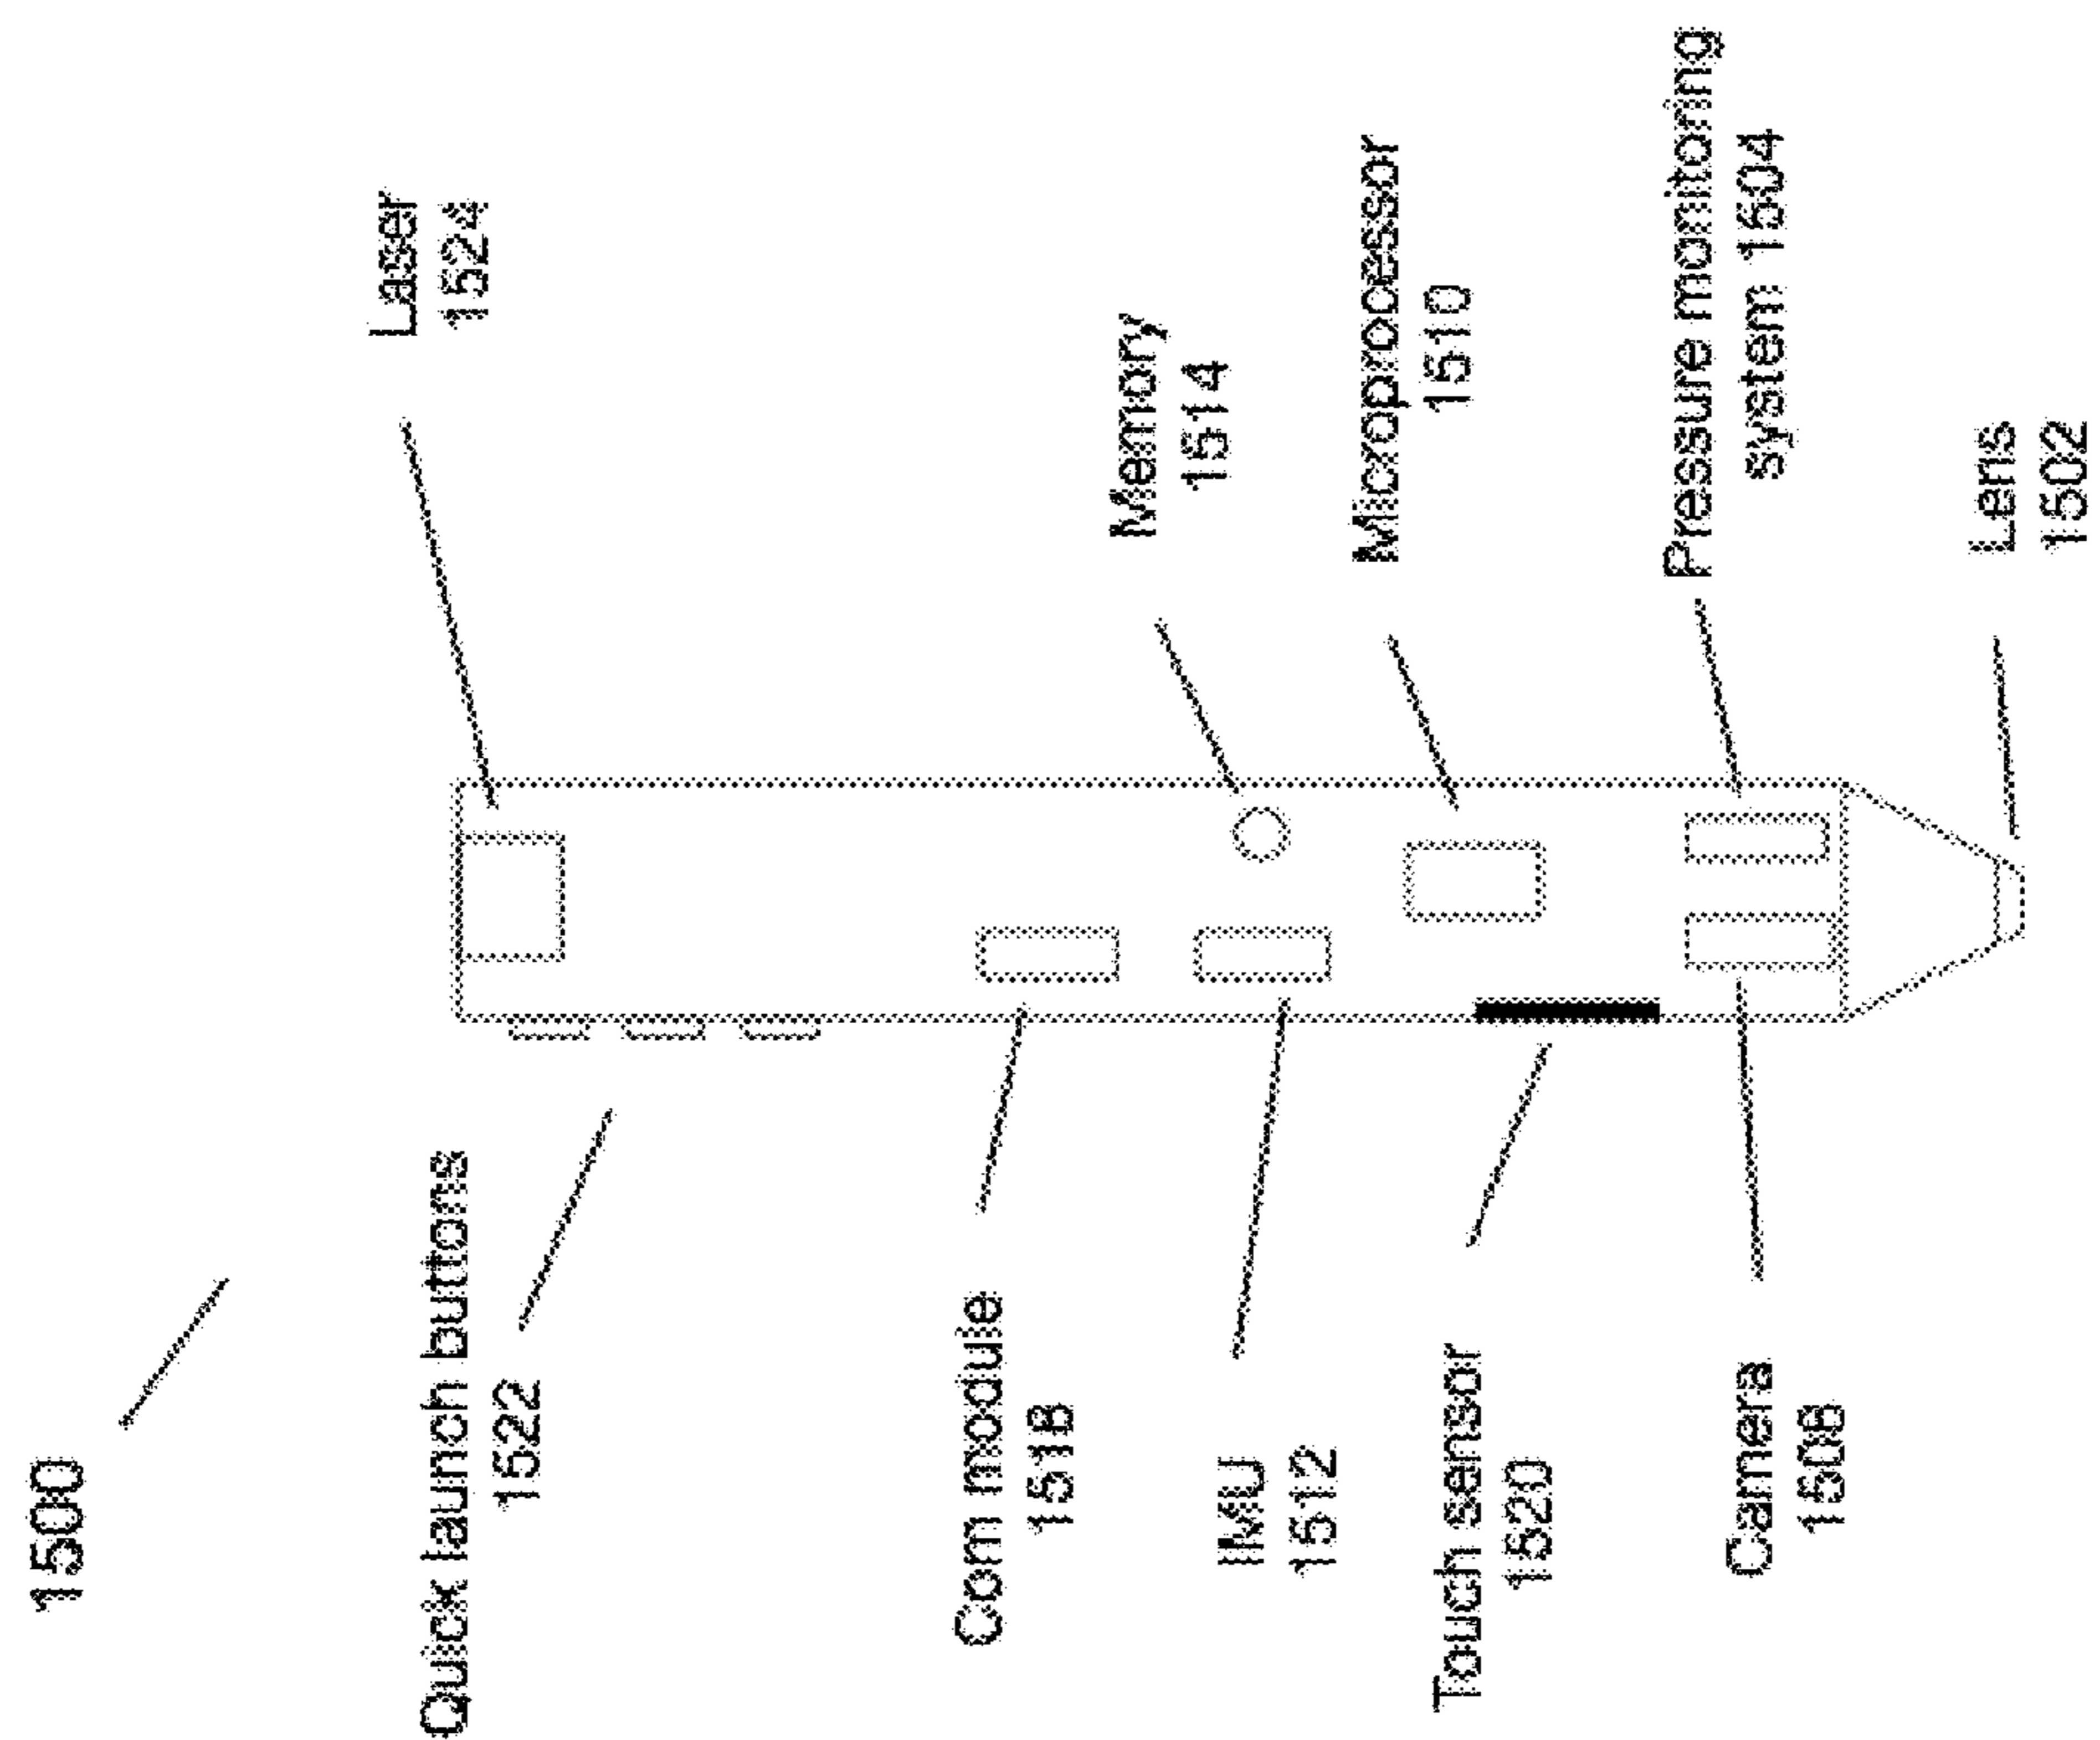 1500
Quick launch buttons
1522
Laser
1524
Com module
1518
Memory
1514
IMU
1512
Microprocessor
1510
Touch sensor
1520
Pressure monitoring
system 1504
Camera
1508
Lens
1502